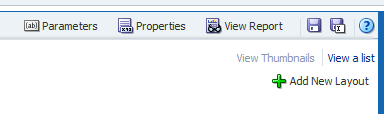 Parameters Properties View Report
View Thumbnails View a list
Add New Layout